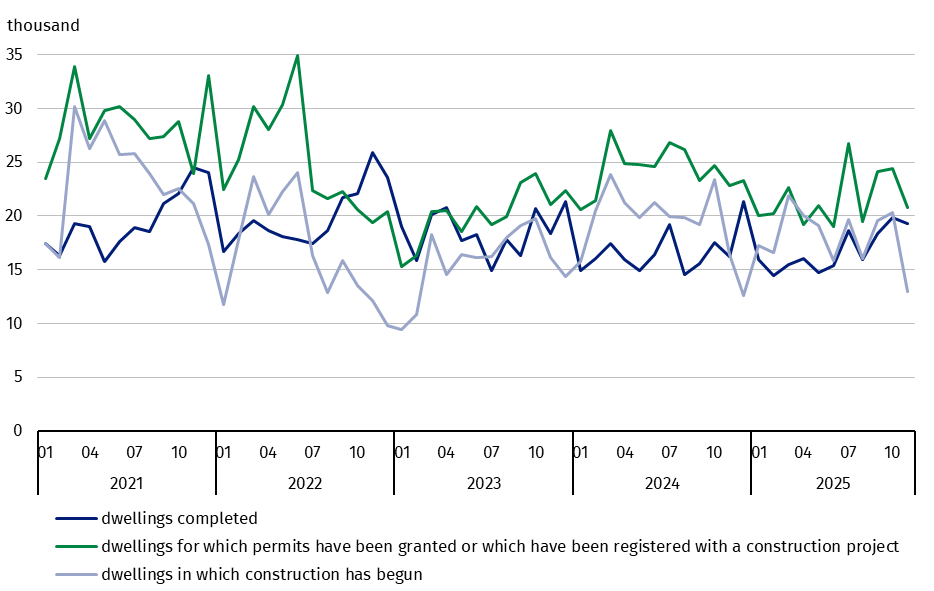 thousand
35
30
25
20
15
10
5
0
01 04 07 10 01 04 07 10 01 04 07 10 01 04 07 10 01 04 07 10
2021 2022 2023 2024 2025
dwellings completed
dwellings for which permits have been granted or which have been registered with a construction project
dwellings in which construction has begun